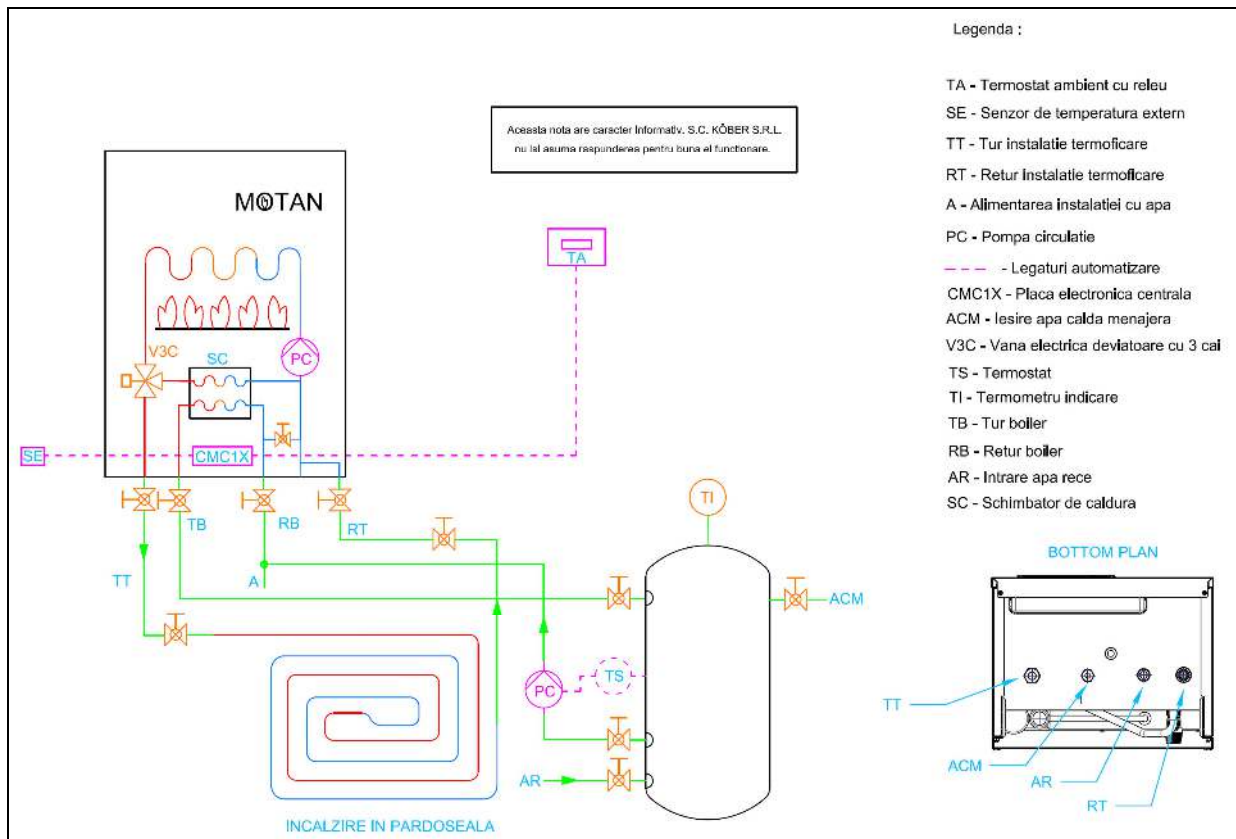 Legenda :
TA - Termostat ambient cu releu
SE - Senzor de temperatura extern
TT - Tur instalatie termoficare
RT - Retur instalatie termoficare
A - Alimentarea instalatiei cu apa
PC - Pompa circulatie
- Legaturi automatizare
CMC1X - Placa electronica centrala
ACM - Iesire apa calda menajera
V3C - Vana electrica deviatoare cu 3 cai
TS - Termostat
TI - Termometru indicare
TB - Tur boiler
RB - Retur boiler
AR - Intrare apa rece
SC - Schimbator de caldura
Aceasta nota are caracter informativ. S.C. KÖBER S.R.L.
nu isi asuma raspunderea pentru buna ei functionare.
MOTAN
TA
V3C
SC
PC
SE
CMC1X
TB
RB
RT
TT
A
TI
ACM
PC
TS
AR
INCALZIRE IN PARDOSEALA
BOTTOM PLAN
TT
ACM
AR
RT